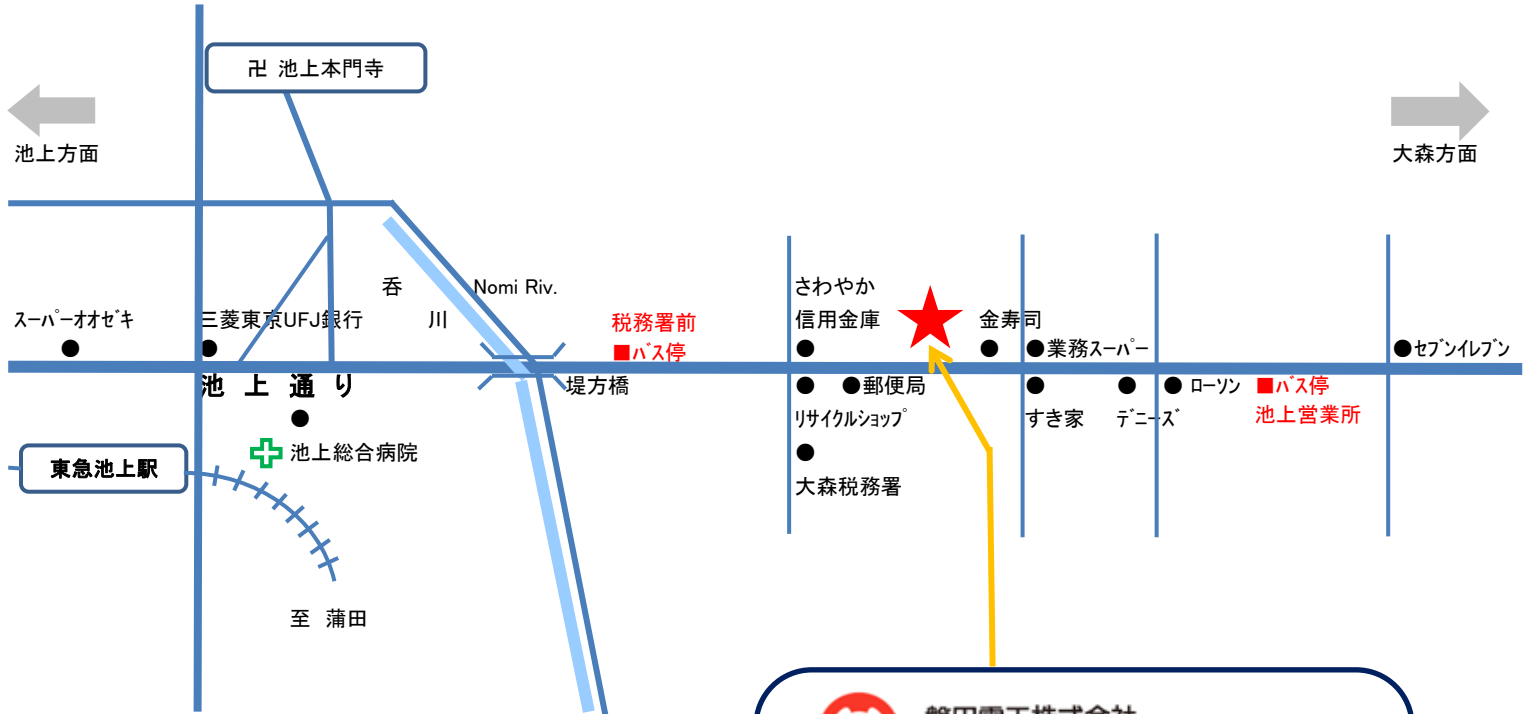 卍 池上本門寺
池上方面
大森方面
呑
川
Nomi Riv.
スーパーオオゼキ
三菱東京UFJ銀行
税務署前
■バス停
さわやか
信用金庫
金寿司
●業務スーパー
●セブンイレブン
池上通り
堤方橋
●郵便局
リサイクルショップ
すき家
デニーズ
ローソン
■バス停
池上営業所
池上総合病院
東急池上駅
大森税務署
至 蒲田